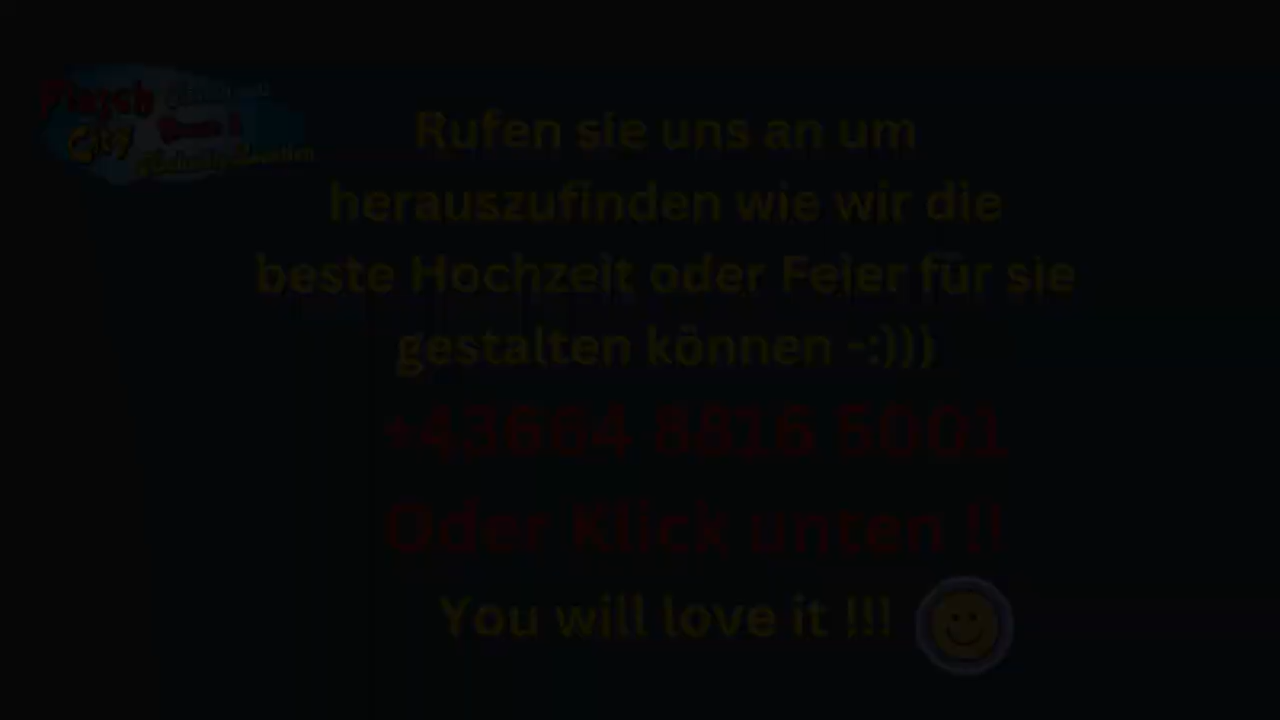 City
Rufen sie uns an um
herauszufinden wie wir die
beste Hochzeit oder Feier für sie
gestalten können -:)))
+43664 8816 5001
Oder Klick unten !!
You will love it !!!